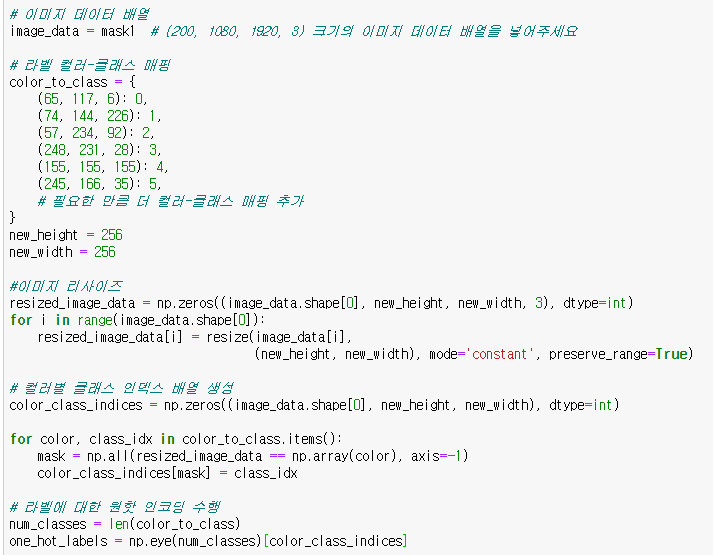 # 이미지 데이터 배열
image_data = mask1  # (200, 1080, 1920, 3) 크기의 이미지 데이터 배열을 넣어주세요
# 라벨 컬러-클래스 매핑
color_to_class = {
    (65, 117, 6): 0,
    (74, 144, 226): 1,
    (57, 234, 92): 2,
    (248, 231, 28): 3,
    (155, 155, 155): 4,
    (245, 166, 35): 5,
    # 필요한 만큼 더 컬러-클래스 매핑 추가
}
new_height = 256
new_width = 256
#이미지 리사이즈
resized_image_data = np.zeros((image_data.shape[0], new_height, new_width, 3), dtype=int)
for i in range(image_data.shape[0]):
    resized_image_data[i] = resize(image_data[i],
                                   (new_height, new_width), mode='constant', preserve_range=True)
# 컬러별 클래스 인덱스 배열 생성
color_class_indices = np.zeros((image_data.shape[0], new_height, new_width), dtype=int)
for color, class_idx in color_to_class.items():
    mask = np.all(resized_image_data == np.array(color), axis=-1)
    color_class_indices[mask] = class_idx
# 라벨에 대한 원핫 인코딩 수행
num_classes = len(color_to_class)
one_hot_labels = np.eye(num_classes)[color_class_indices]